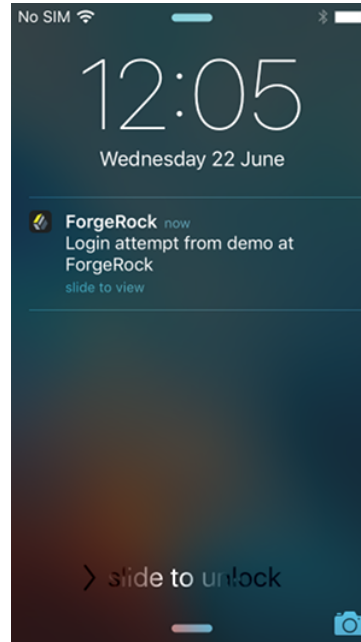 No SIM
12:05
Wednesday 22 June
ForgeRock now
Login attempt from demo at
ForgeRock
slide to view
slide to unlock